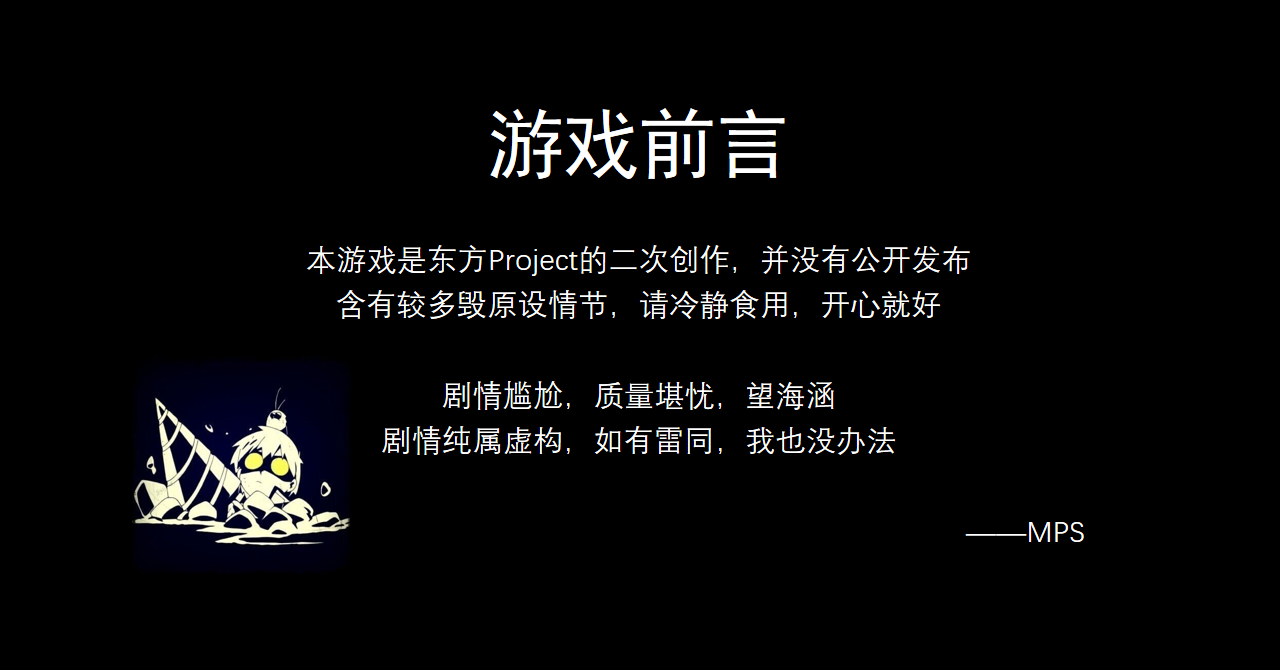 游戏前言
本游戏是东方Project的二次创作，并没有公开发布
含有较多毁原设情节，请冷静食用，开心就好
剧情尴尬，质量堪忧，望海涵
剧情纯属虚构，如有雷同，我也没办法
——MPS